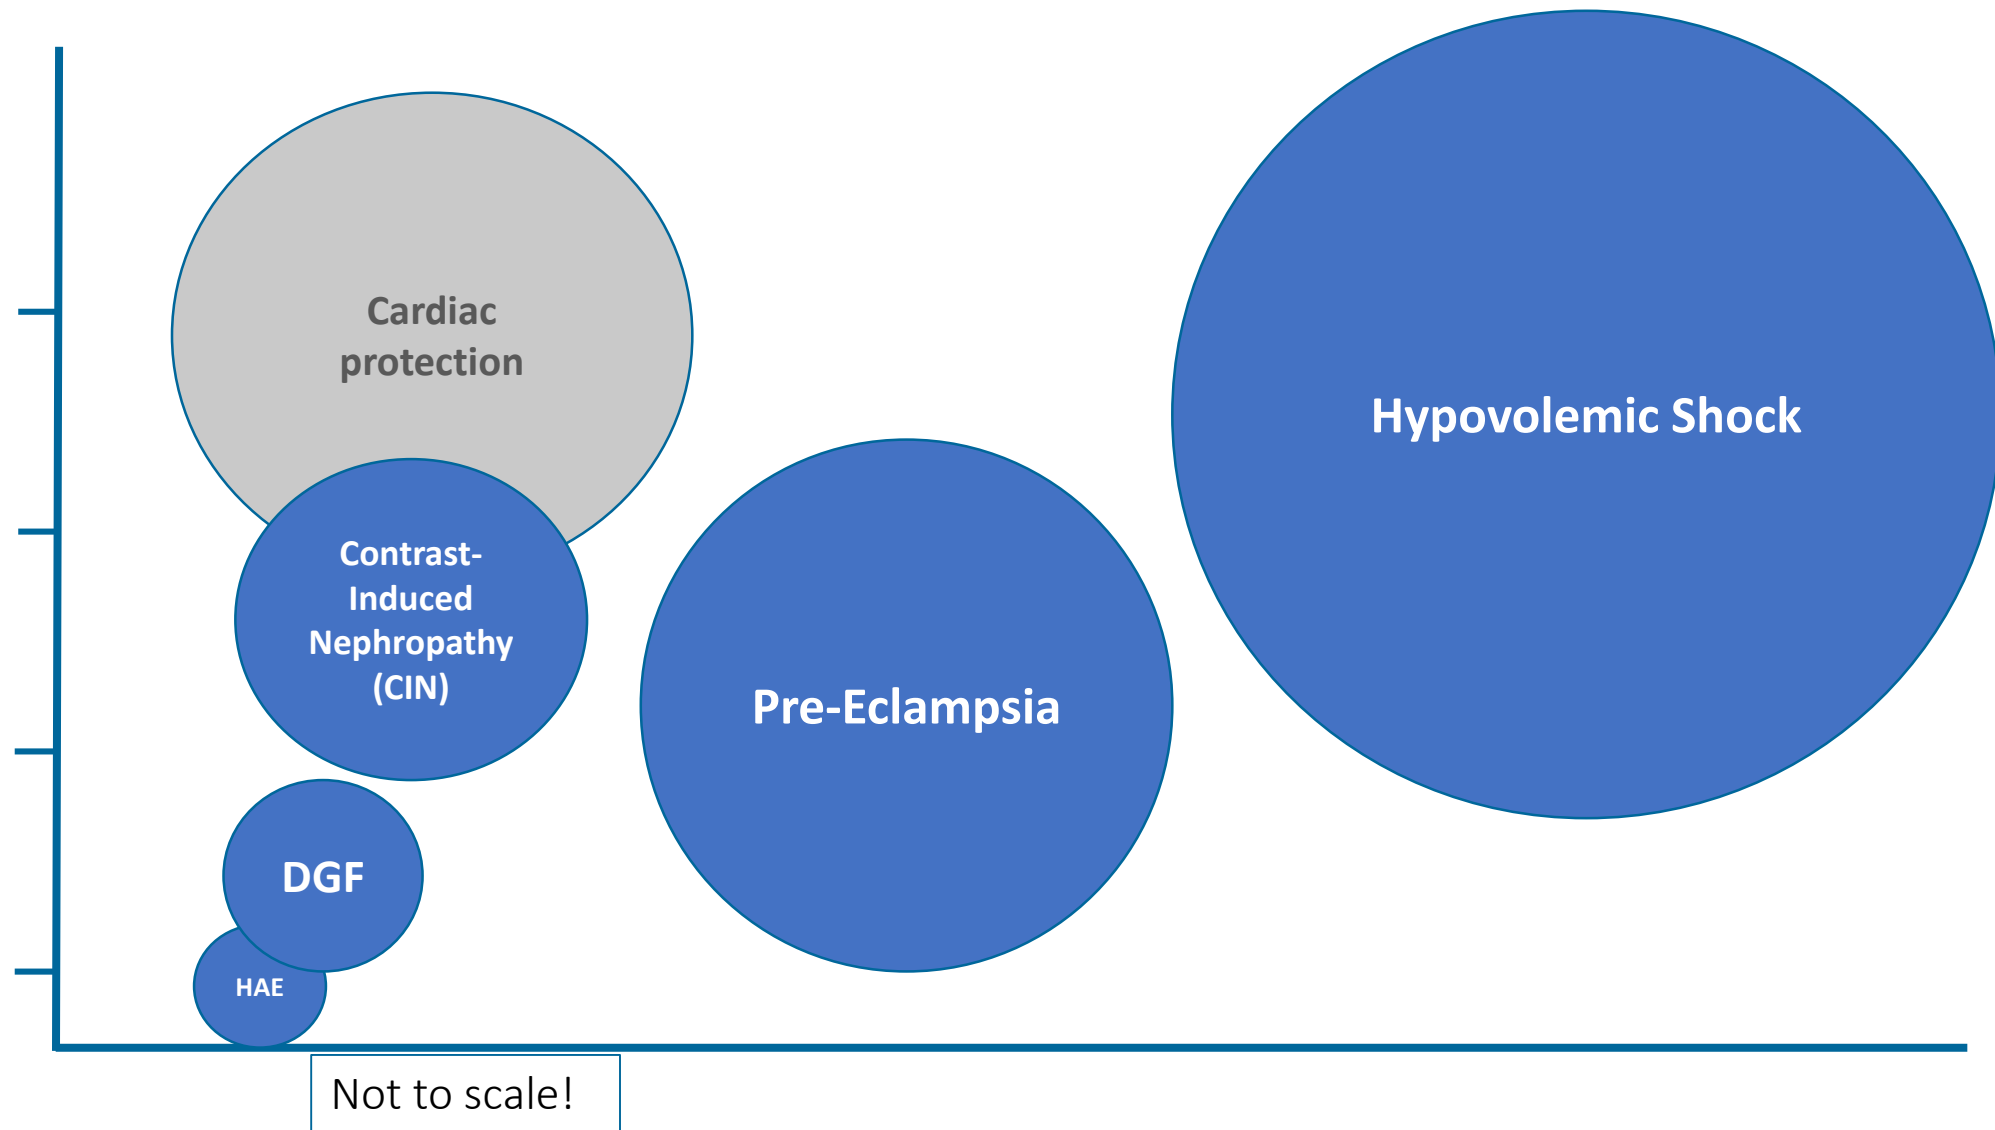 Cardiac
protection
Hypovolemic Shock
Contrast-
Induced
Nephropathy
(CIN)
Pre-Eclampsia
DGF
HAE
Not to scale!